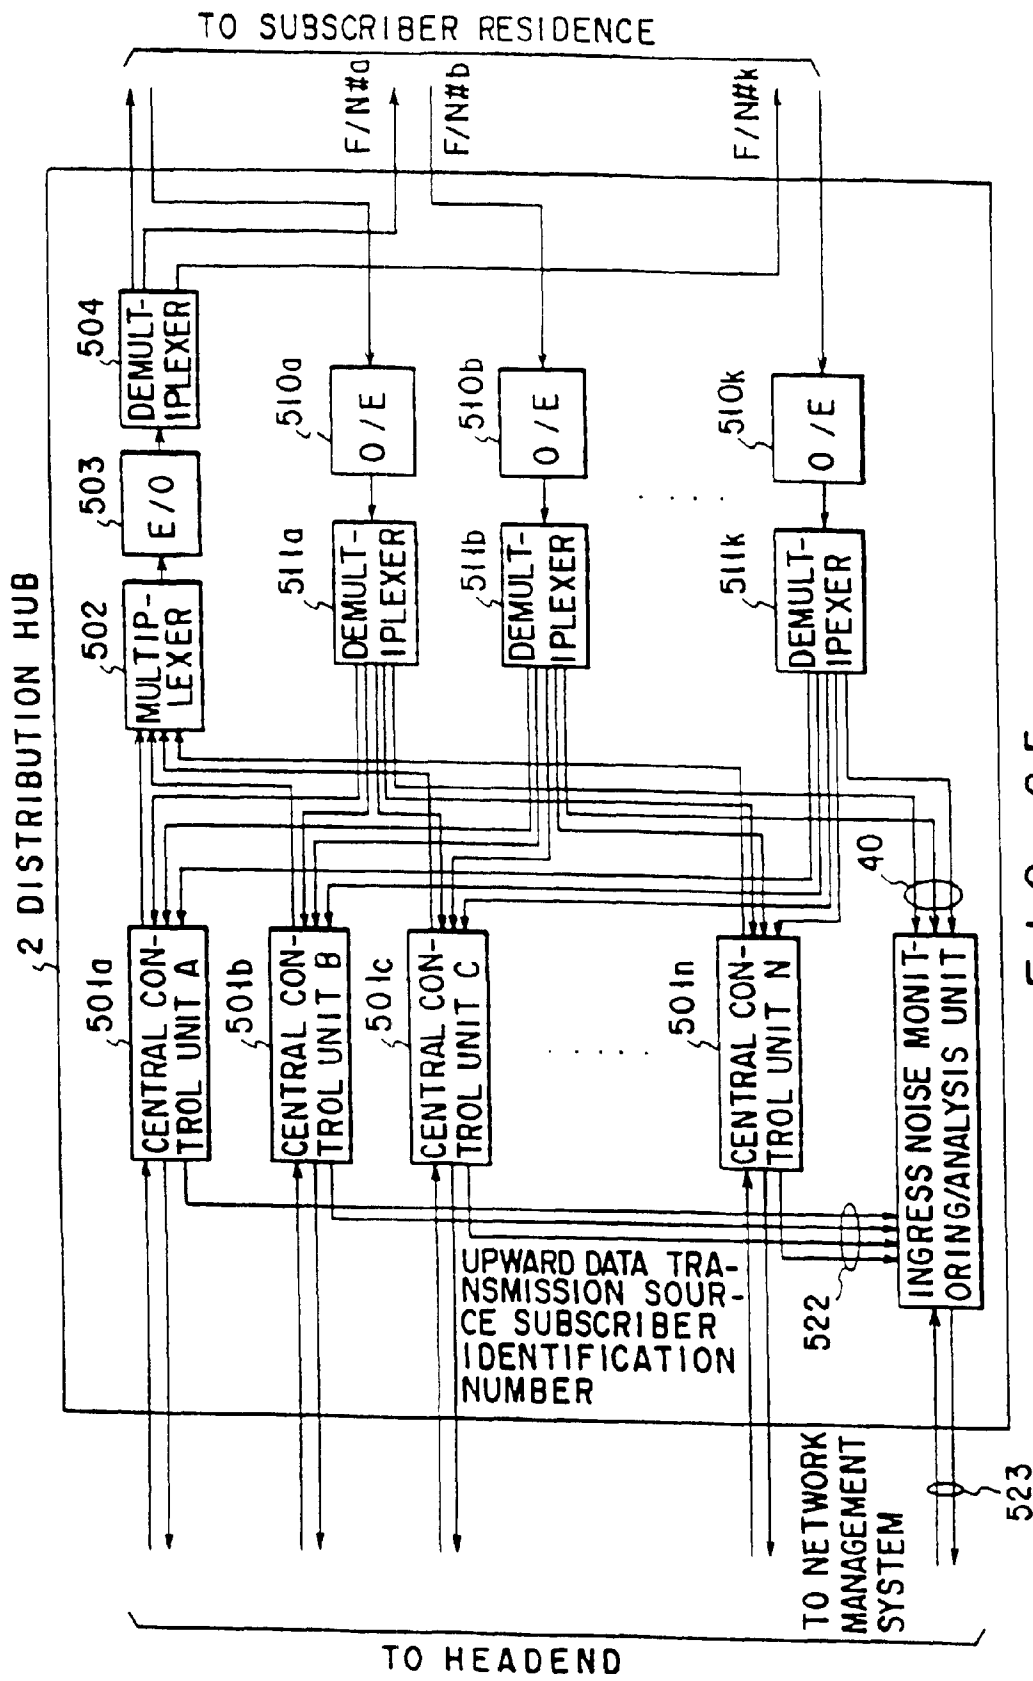 2 DISTRIBUTION HUB
TO SUBSCRIBER RESIDENCE
F/N#a
F/N#b
F/N#k
504
DEMULT-
IPLEXER
503
E/O
502
MULTIP-
LEXER
510a
O/E
510b
O/E
510k
O/E
511a
DEMULT-
IPLEXER
511b
DEMULT-
IPLEXER
511k
DEMULT-
IPEXER
. . . . .
501a
CENTRAL CON-
TROL UNIT A
501b
CENTRAL CON-
TROL UNIT B
501c
CENTRAL CON-
TROL UNIT C
. . . . .
501n
CENTRAL CON-
TROL UNIT N
40
INGRESS NOISE MONIT-
ORING/ANALYSIS UNIT
522
UPWARD DATA TRA-
NSMISSION SOUR-
CE SUBSCRIBER
IDENTIFICATION
NUMBER
TO NETWORK
MANAGEMENT
SYSTEM
523
TO HEADEND